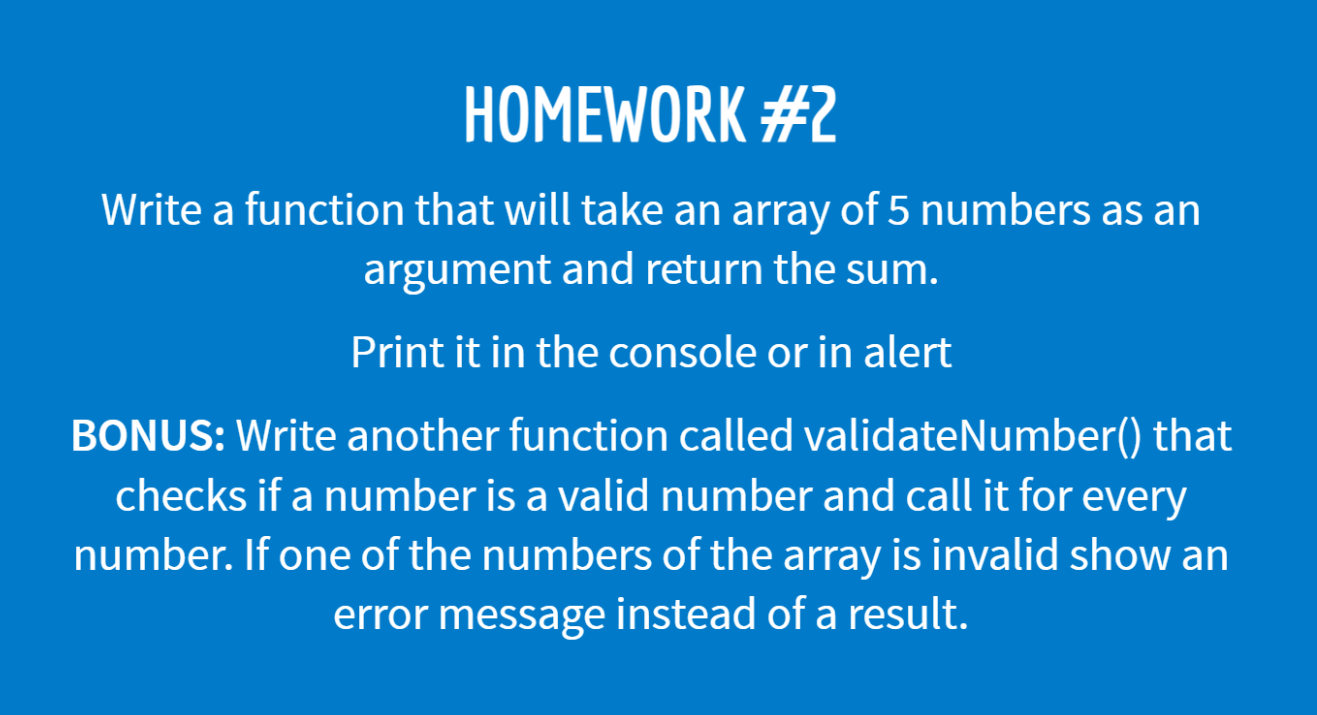 HOMEWORK #2
Write a function that will take an array of 5 numbers as an
argument and return the sum.
Print it in the console or in alert
BONUS: Write another function called validateNumber() that
checks if a number is a valid number and call it for every
number. If one of the numbers of the array is invalid show an
error message instead of a result.